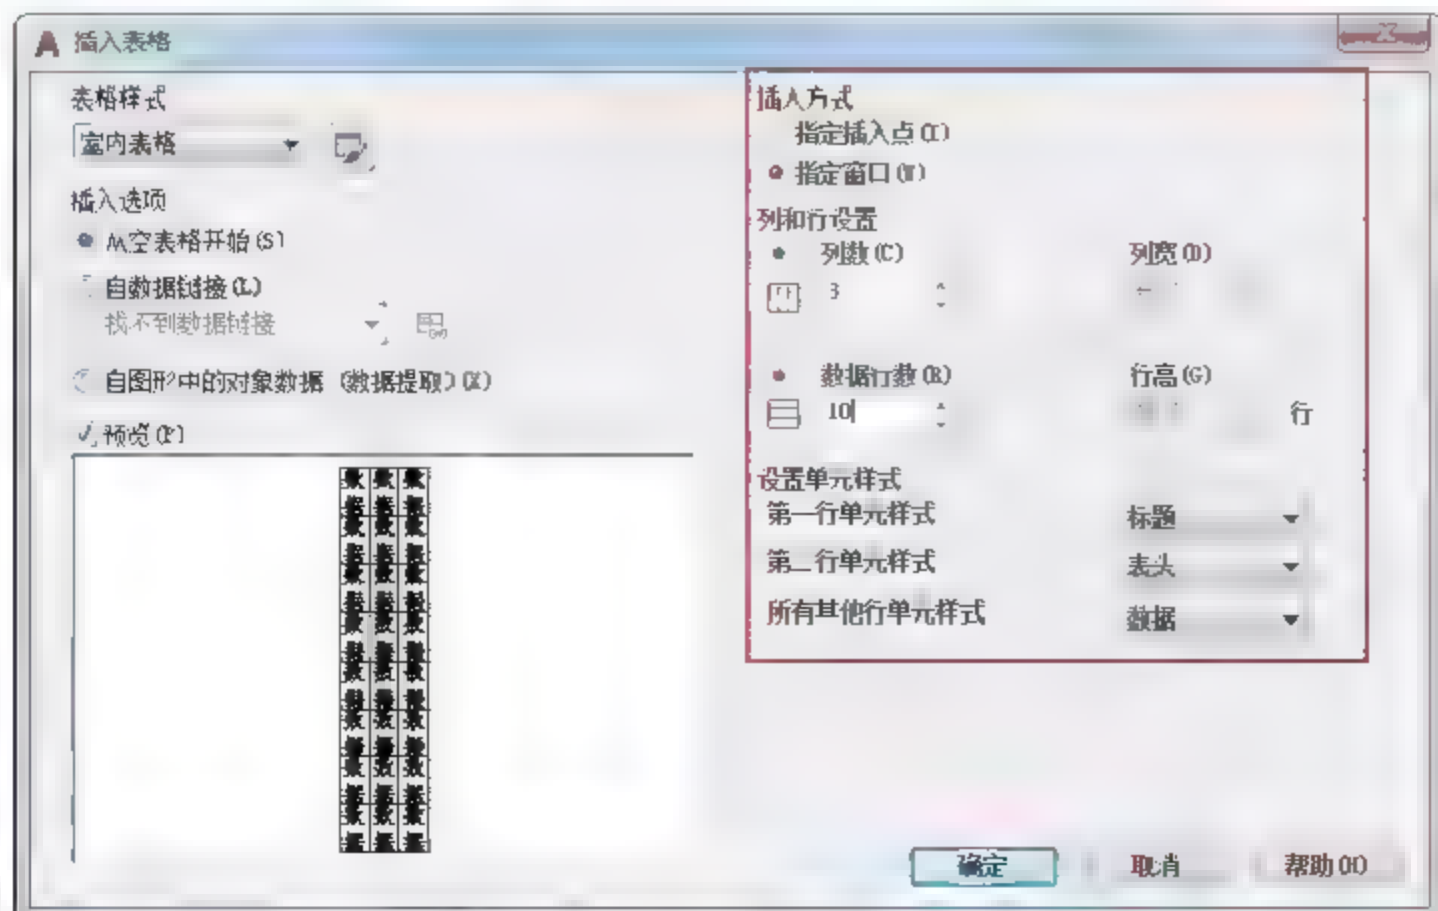 插入表格
表格样式
室内表格
插入选项
从空表格开始(S)
自数据链接(L)
找不到数据链接
自图形中的对象数据(数据提取)(X)
预览(P)
插入方式
指定插入点(I)
指定窗口(W)
列和行设置
列数(C) 列宽(D)
3
数据行数(R) 行高(G)
10 行
设置单元样式
第一行单元样式 标题
第二行单元样式 表头
所有其他行单元样式 数据
确定 取消 帮助(H)